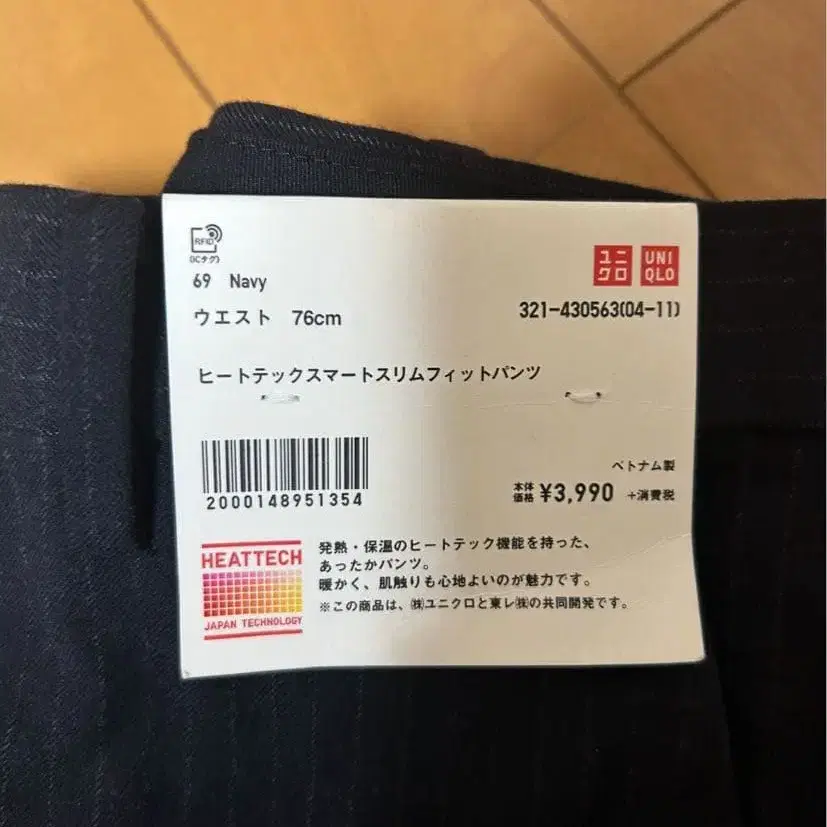 RFID
(ICタグ)
69 Navy
ウエスト 76cm
ユニクロ
UNIQLO
321-430563(04-11)
ヒートテックスマートスリムフィットパンツ
2000148951354
ベトナム製
本体価格 ¥3,990 +消費税
HEATTECH
JAPAN TECHNOLOGY
発熱・保温のヒートテック機能を持った、
あったかパンツ。
暖かく、肌触りも心地よいのが魅力です。
※この商品は、㈱ユニクロと東レ㈱の共同開発です。